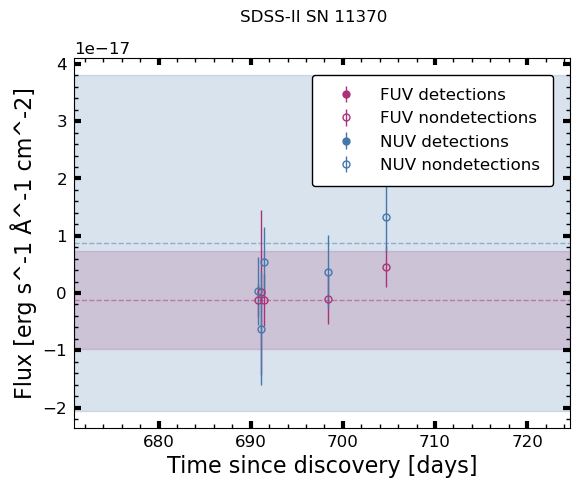 SDSS-II SN 11370
1e−17
4
3
2
1
0
−1
−2
Flux [erg s^-1 Å^-1 cm^-2]
FUV detections
FUV nondetections
NUV detections
NUV nondetections
680
690
700
710
720
Time since discovery [days]